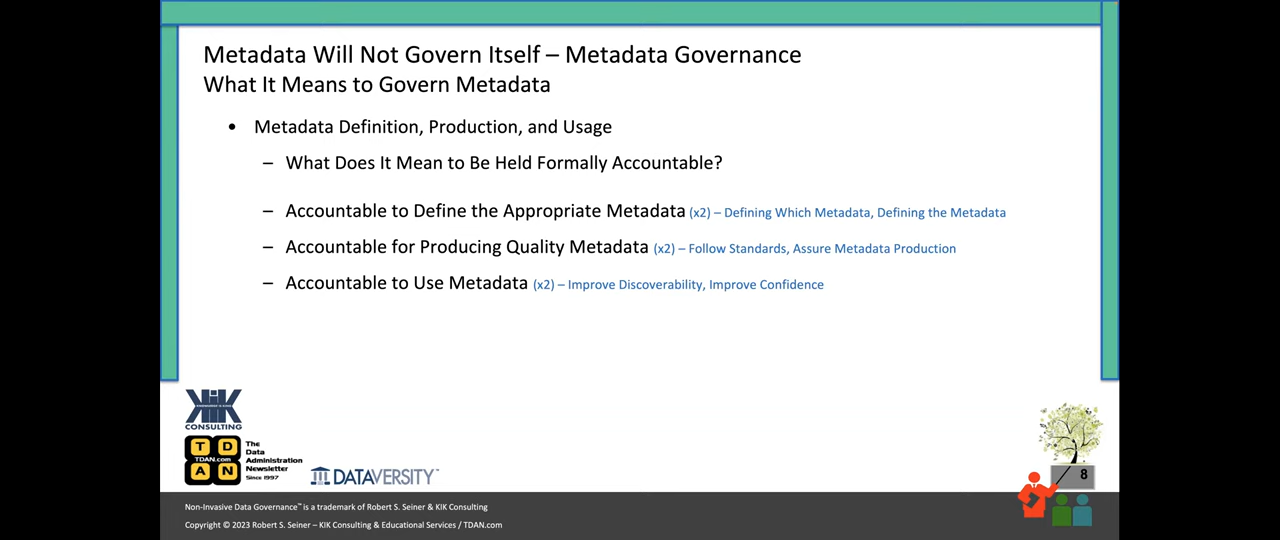 Metadata Will Not Govern Itself – Metadata Governance
What It Means to Govern Metadata
• Metadata Definition, Production, and Usage
– What Does It Mean to Be Held Formally Accountable?
– Accountable to Define the Appropriate Metadata (x2) – Defining Which Metadata, Defining the Metadata
– Accountable for Producing Quality Metadata (x2) – Follow Standards, Assure Metadata Production
– Accountable to Use Metadata (x2) – Improve Discoverability, Improve Confidence
KIK
CONSULTING
T D
TDAN.com
A N
The
Data
Administration
Newsletter
Since 1997
DATAVERSITY
8
Non-Invasive Data Governance™ is a trademark of Robert S. Seiner & KIK Consulting
Copyright © 2023 Robert S. Seiner – KIK Consulting & Educational Services / TDAN.com